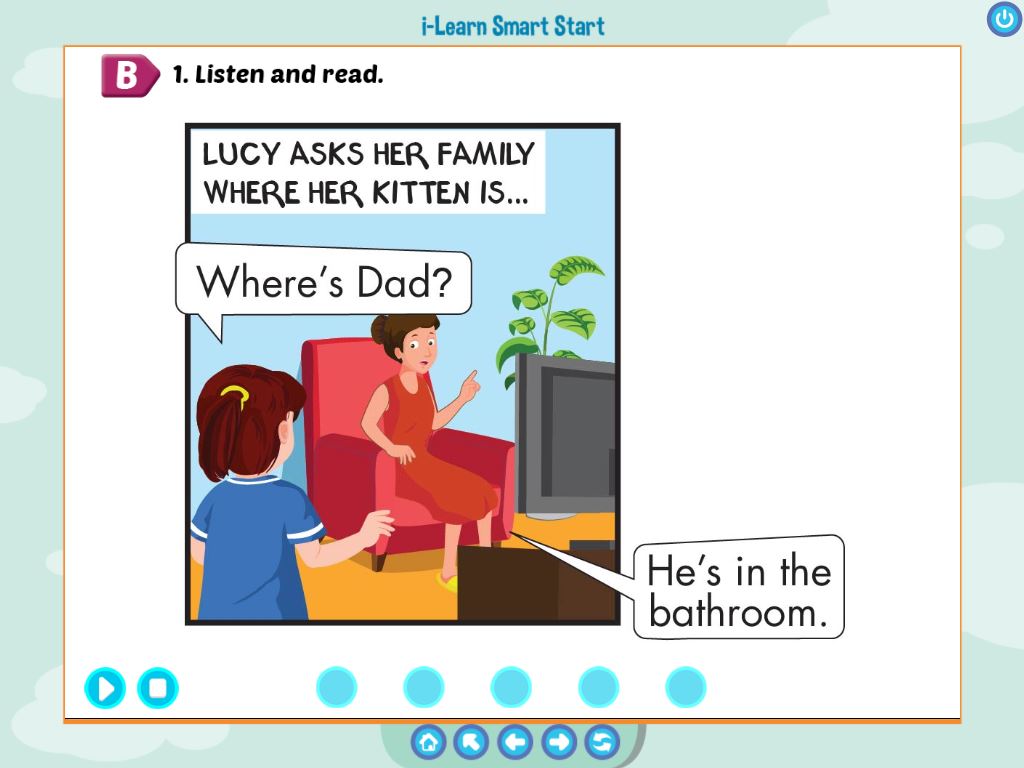 i-Learn Smart Start
B 1. Listen and read.
LUCY ASKS HER FAMILY
WHERE HER KITTEN IS...
Where's Dad?
He's in the
bathroom.